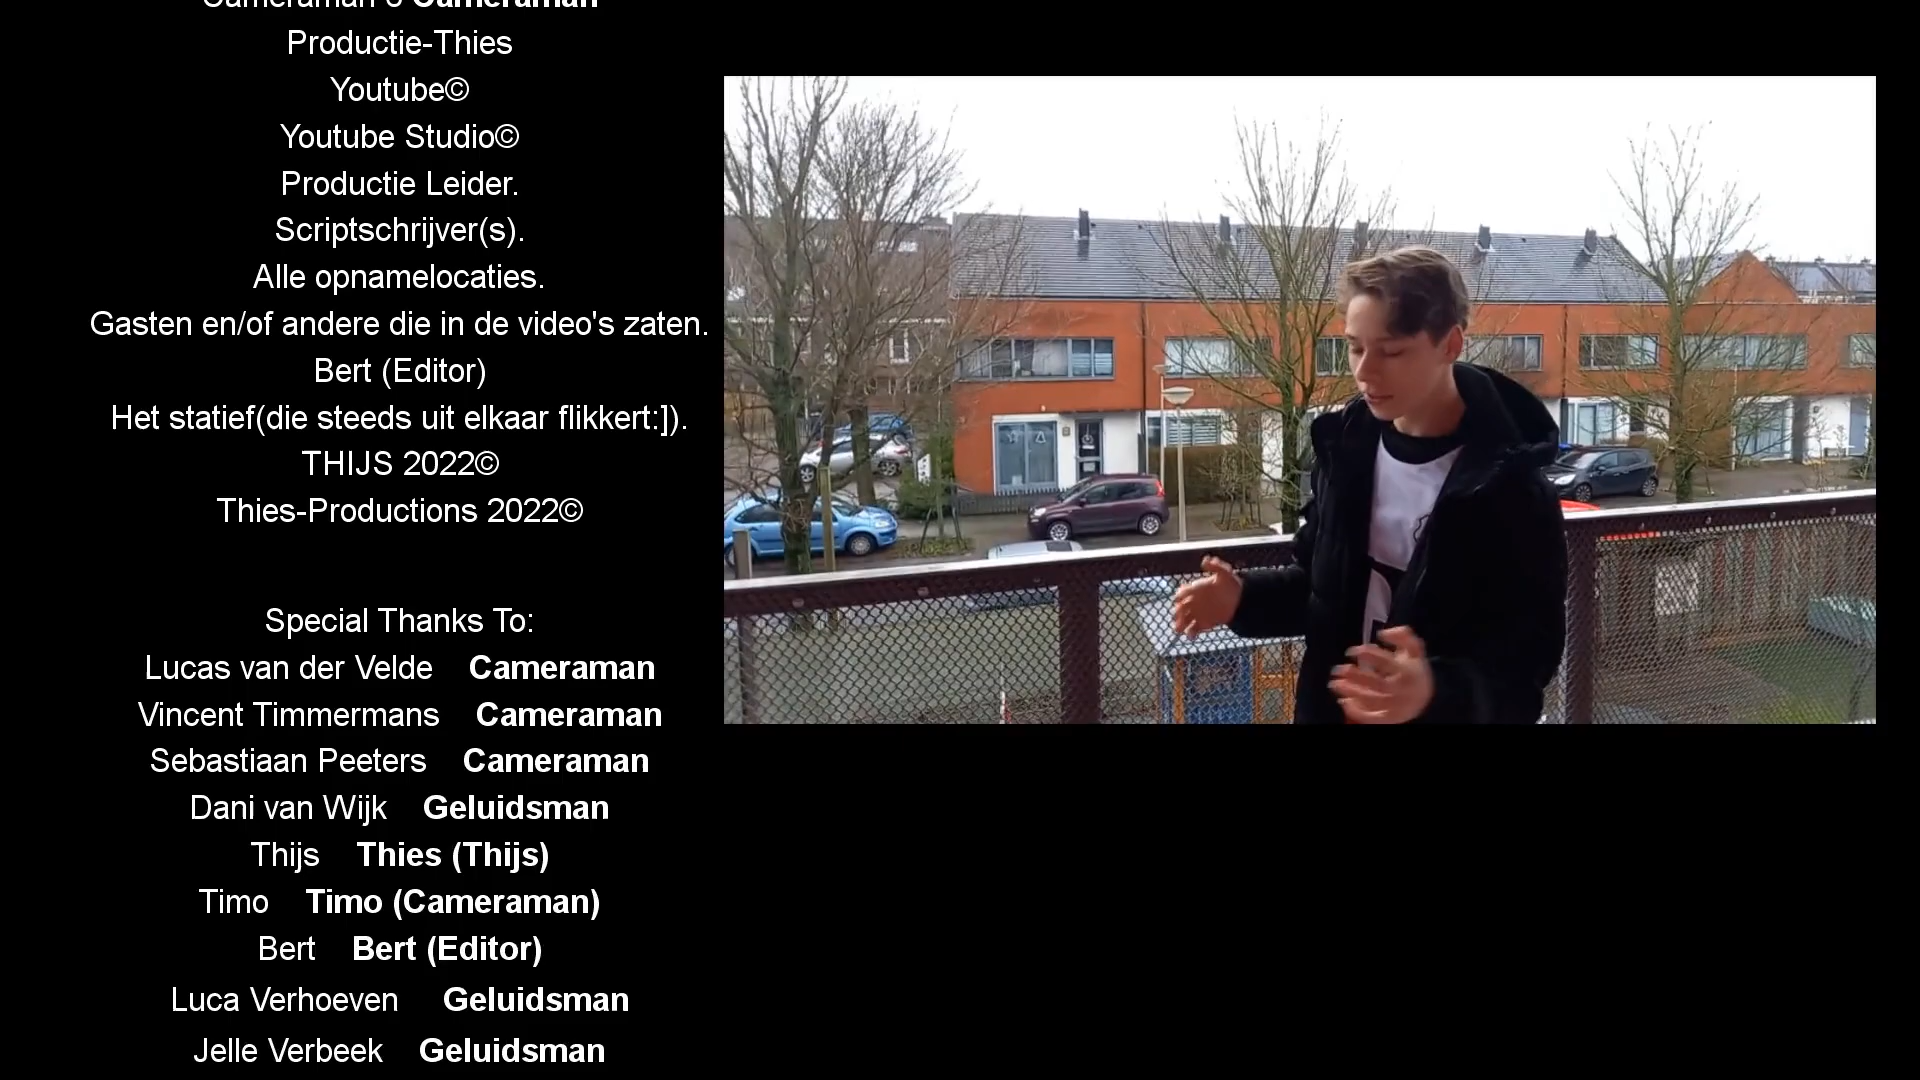 Cameraman
Productie-Thies
Youtube©
Youtube Studio©
Productie Leider.
Scriptschrijver(s).
Alle opnamelocaties.
Gasten en/of andere die in de video's zaten.
Bert (Editor)
Het statief(die steeds uit elkaar flikkert:]).
THIJS 2022©
Thies-Productions 2022©
Special Thanks To:
Lucas van der Velde Cameraman
Vincent Timmermans Cameraman
Sebastiaan Peeters Cameraman
Dani van Wijk Geluidsman
Thijs Thies (Thijs)
Timo Timo (Cameraman)
Bert Bert (Editor)
Luca Verhoeven Geluidsman
Jelle Verbeek Geluidsman